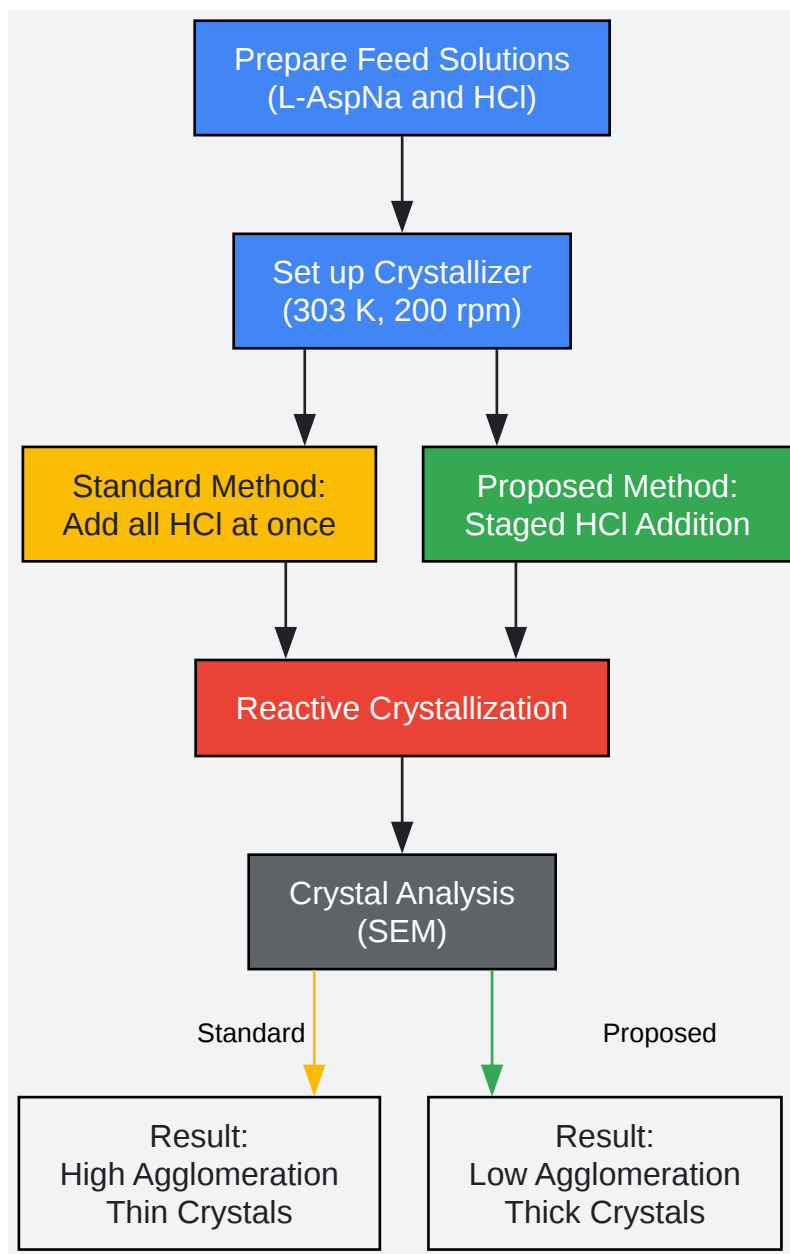 Prepare Feed Solutions
(L-AspNa and HCl)
Set up Crystallizer
(303 K, 200 rpm)
Standard Method:
Add all HCl at once
Proposed Method:
Staged HCl Addition
Reactive Crystallization
Crystal Analysis
(SEM)
Standard
Proposed
Result:
High Agglomeration
Thin Crystals
Result:
Low Agglomeration
Thick Crystals